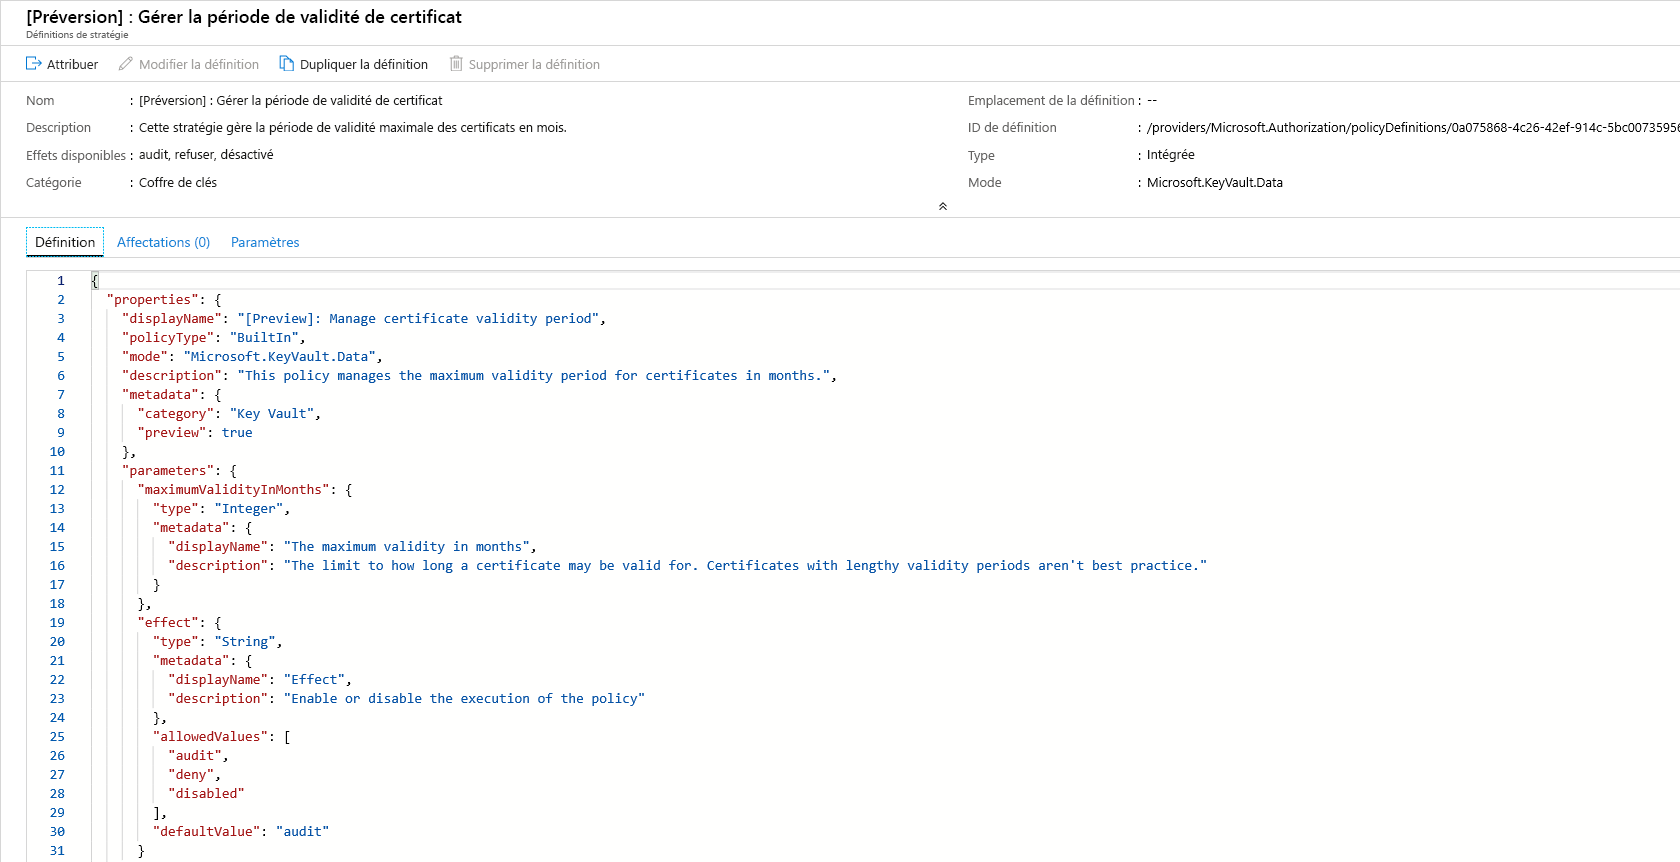 [Préversion] : Gérer la période de validité de certificat
Définitions de stratégie
Attribuer Modifier la définition Dupliquer la définition Supprimer la définition
Nom : [Préversion] : Gérer la période de validité de certificat
Description : Cette stratégie gère la période de validité maximale des certificats en mois.
Effets disponibles : audit, refuser, désactivé
Catégorie : Coffre de clés
Emplacement de la définition : --
ID de définition : /providers/Microsoft.Authorization/policyDefinitions/0a075868-4c26-42ef-914c-5bc0073595
Type : Intégrée
Mode : Microsoft.KeyVault.Data
Définition Affectations (0) Paramètres
1 {
2 "properties": {
3 "displayName": "[Preview]: Manage certificate validity period",
4 "policyType": "BuiltIn",
5 "mode": "Microsoft.KeyVault.Data",
6 "description": "This policy manages the maximum validity period for certificates in months.",
7 "metadata": {
8 "category": "Key Vault",
9 "preview": true
10 },
11 "parameters": {
12 "maximumValidityInMonths": {
13 "type": "Integer",
14 "metadata": {
15 "displayName": "The maximum validity in months",
16 "description": "The limit to how long a certificate may be valid for. Certificates with lengthy validity periods aren't best practice."
17 }
18 },
19 "effect": {
20 "type": "String",
21 "metadata": {
22 "displayName": "Effect",
23 "description": "Enable or disable the execution of the policy"
24 },
25 "allowedValues": [
26 "audit",
27 "deny",
28 "disabled"
29 ],
30 "defaultValue": "audit"
31 }